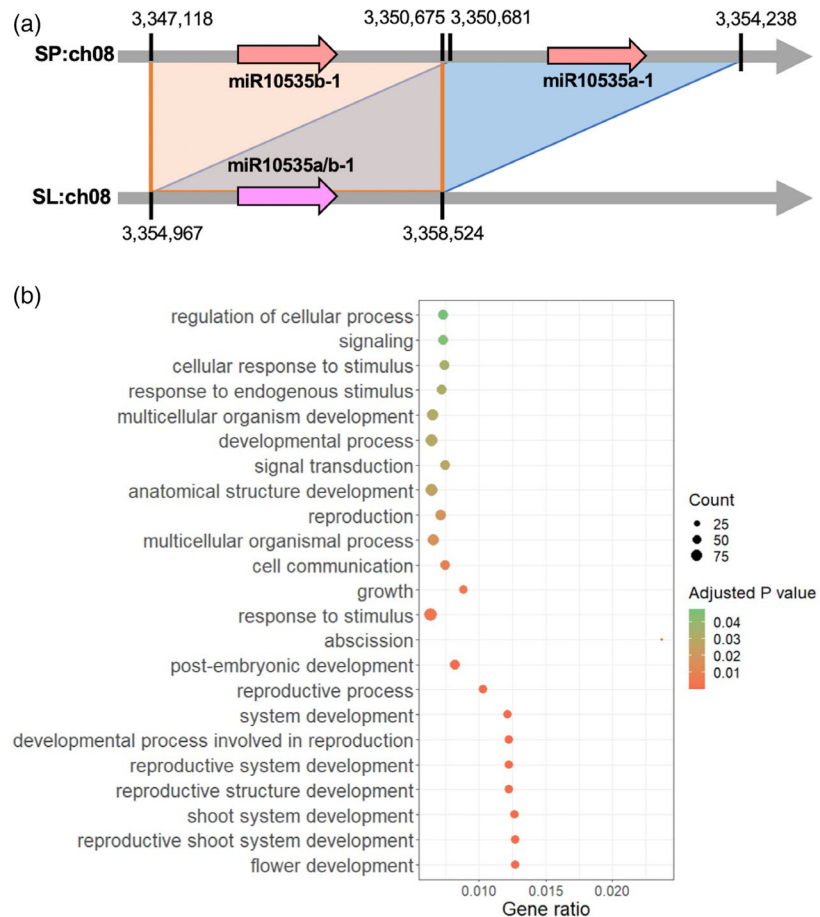 (a)
3,347,118 3,350,675 3,350,681 3,354,238
SP:ch08
miR10535b-1 miR10535a-1
miR10535a/b-1
SL:ch08
3,354,967 3,358,524
(b)
regulation of cellular process
signaling
cellular response to stimulus
response to endogenous stimulus
multicellular organism development
developmental process
signal transduction
anatomical structure development
reproduction
multicellular organismal process
cell communication
growth
response to stimulus
abscission
post-embryonic development
reproductive process
system development
developmental process involved in reproduction
reproductive system development
reproductive structure development
shoot system development
reproductive shoot system development
flower development
0.010 0.015 0.020
Gene ratio
Count
25
50
75
Adjusted P value
0.04
0.03
0.02
0.01